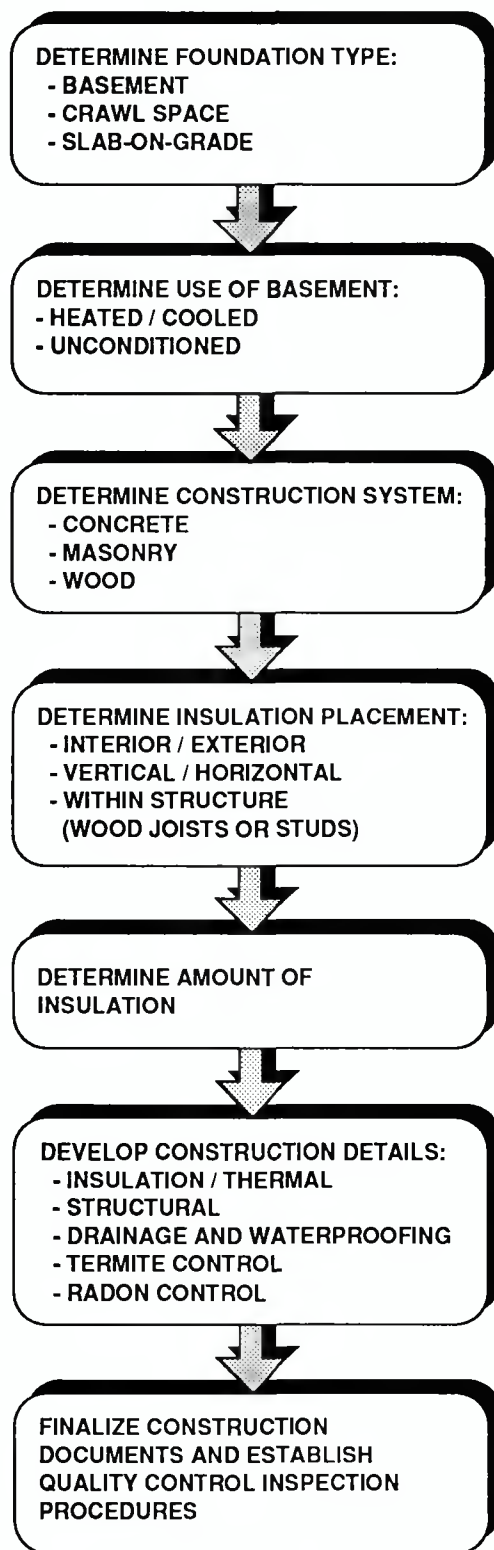 DETERMINE FOUNDATION TYPE:
- BASEMENT
- CRAWL SPACE
- SLAB-ON-GRADE
DETERMINE USE OF BASEMENT:
- HEATED / COOLED
- UNCONDITIONED
DETERMINE CONSTRUCTION SYSTEM:
- CONCRETE
- MASONRY
- WOOD
DETERMINE INSULATION PLACEMENT:
- INTERIOR / EXTERIOR
- VERTICAL / HORIZONTAL
- WITHIN STRUCTURE
(WOOD JOISTS OR STUDS)
DETERMINE AMOUNT OF
INSULATION
DEVELOP CONSTRUCTION DETAILS:
- INSULATION / THERMAL
- STRUCTURAL
- DRAINAGE AND WATERPROOFING
- TERMITE CONTROL
- RADON CONTROL
FINALIZE CONSTRUCTION
DOCUMENTS AND ESTABLISH
QUALITY CONTROL INSPECTION
PROCEDURES